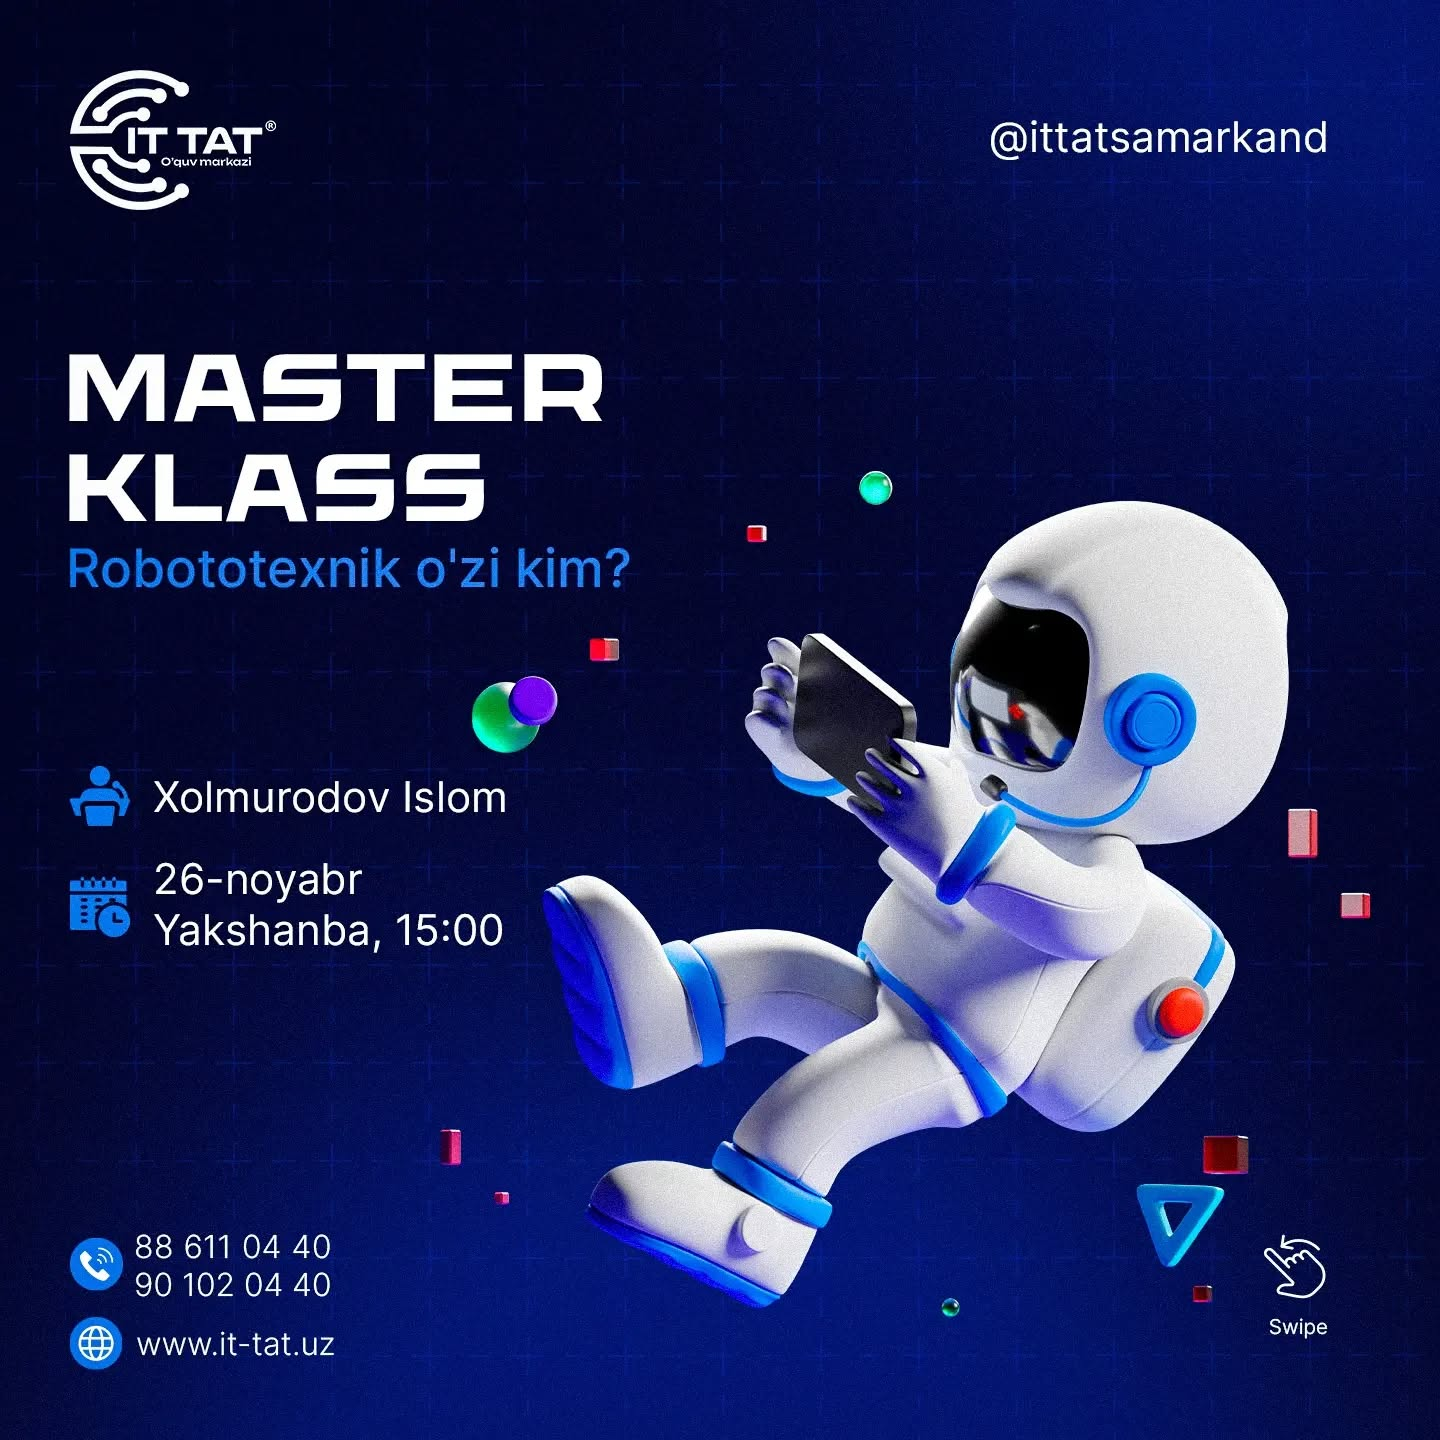 IT TAT®
O'quv markazi
@ittatsamarkand
MASTER
KLASS
Robototexnik o'zi kim?
Xolmurodov Islom
26-noyabr
Yakshanba, 15:00
88 611 04 40
90 102 04 40
www.it-tat.uz
Swipe